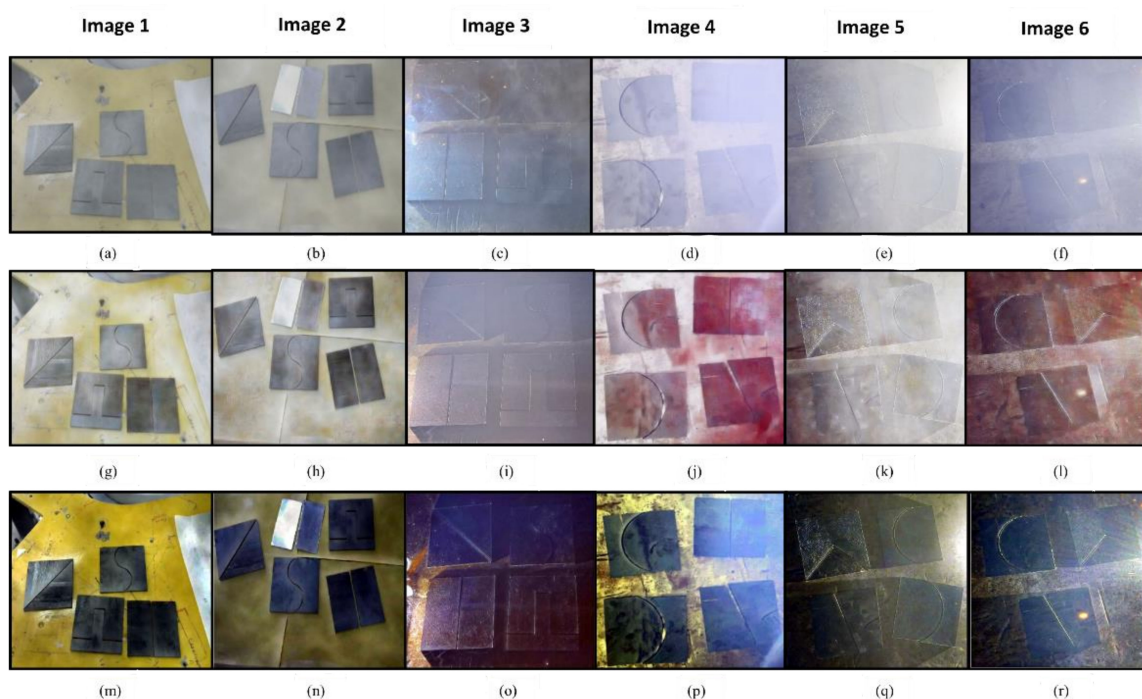 Image 1 Image 2 Image 3 Image 4 Image 5 Image 6
(a) (b) (c) (d) (e) (f)
(g) (h) (i) (j) (k) (l)
(m) (n) (o) (p) (q) (r)